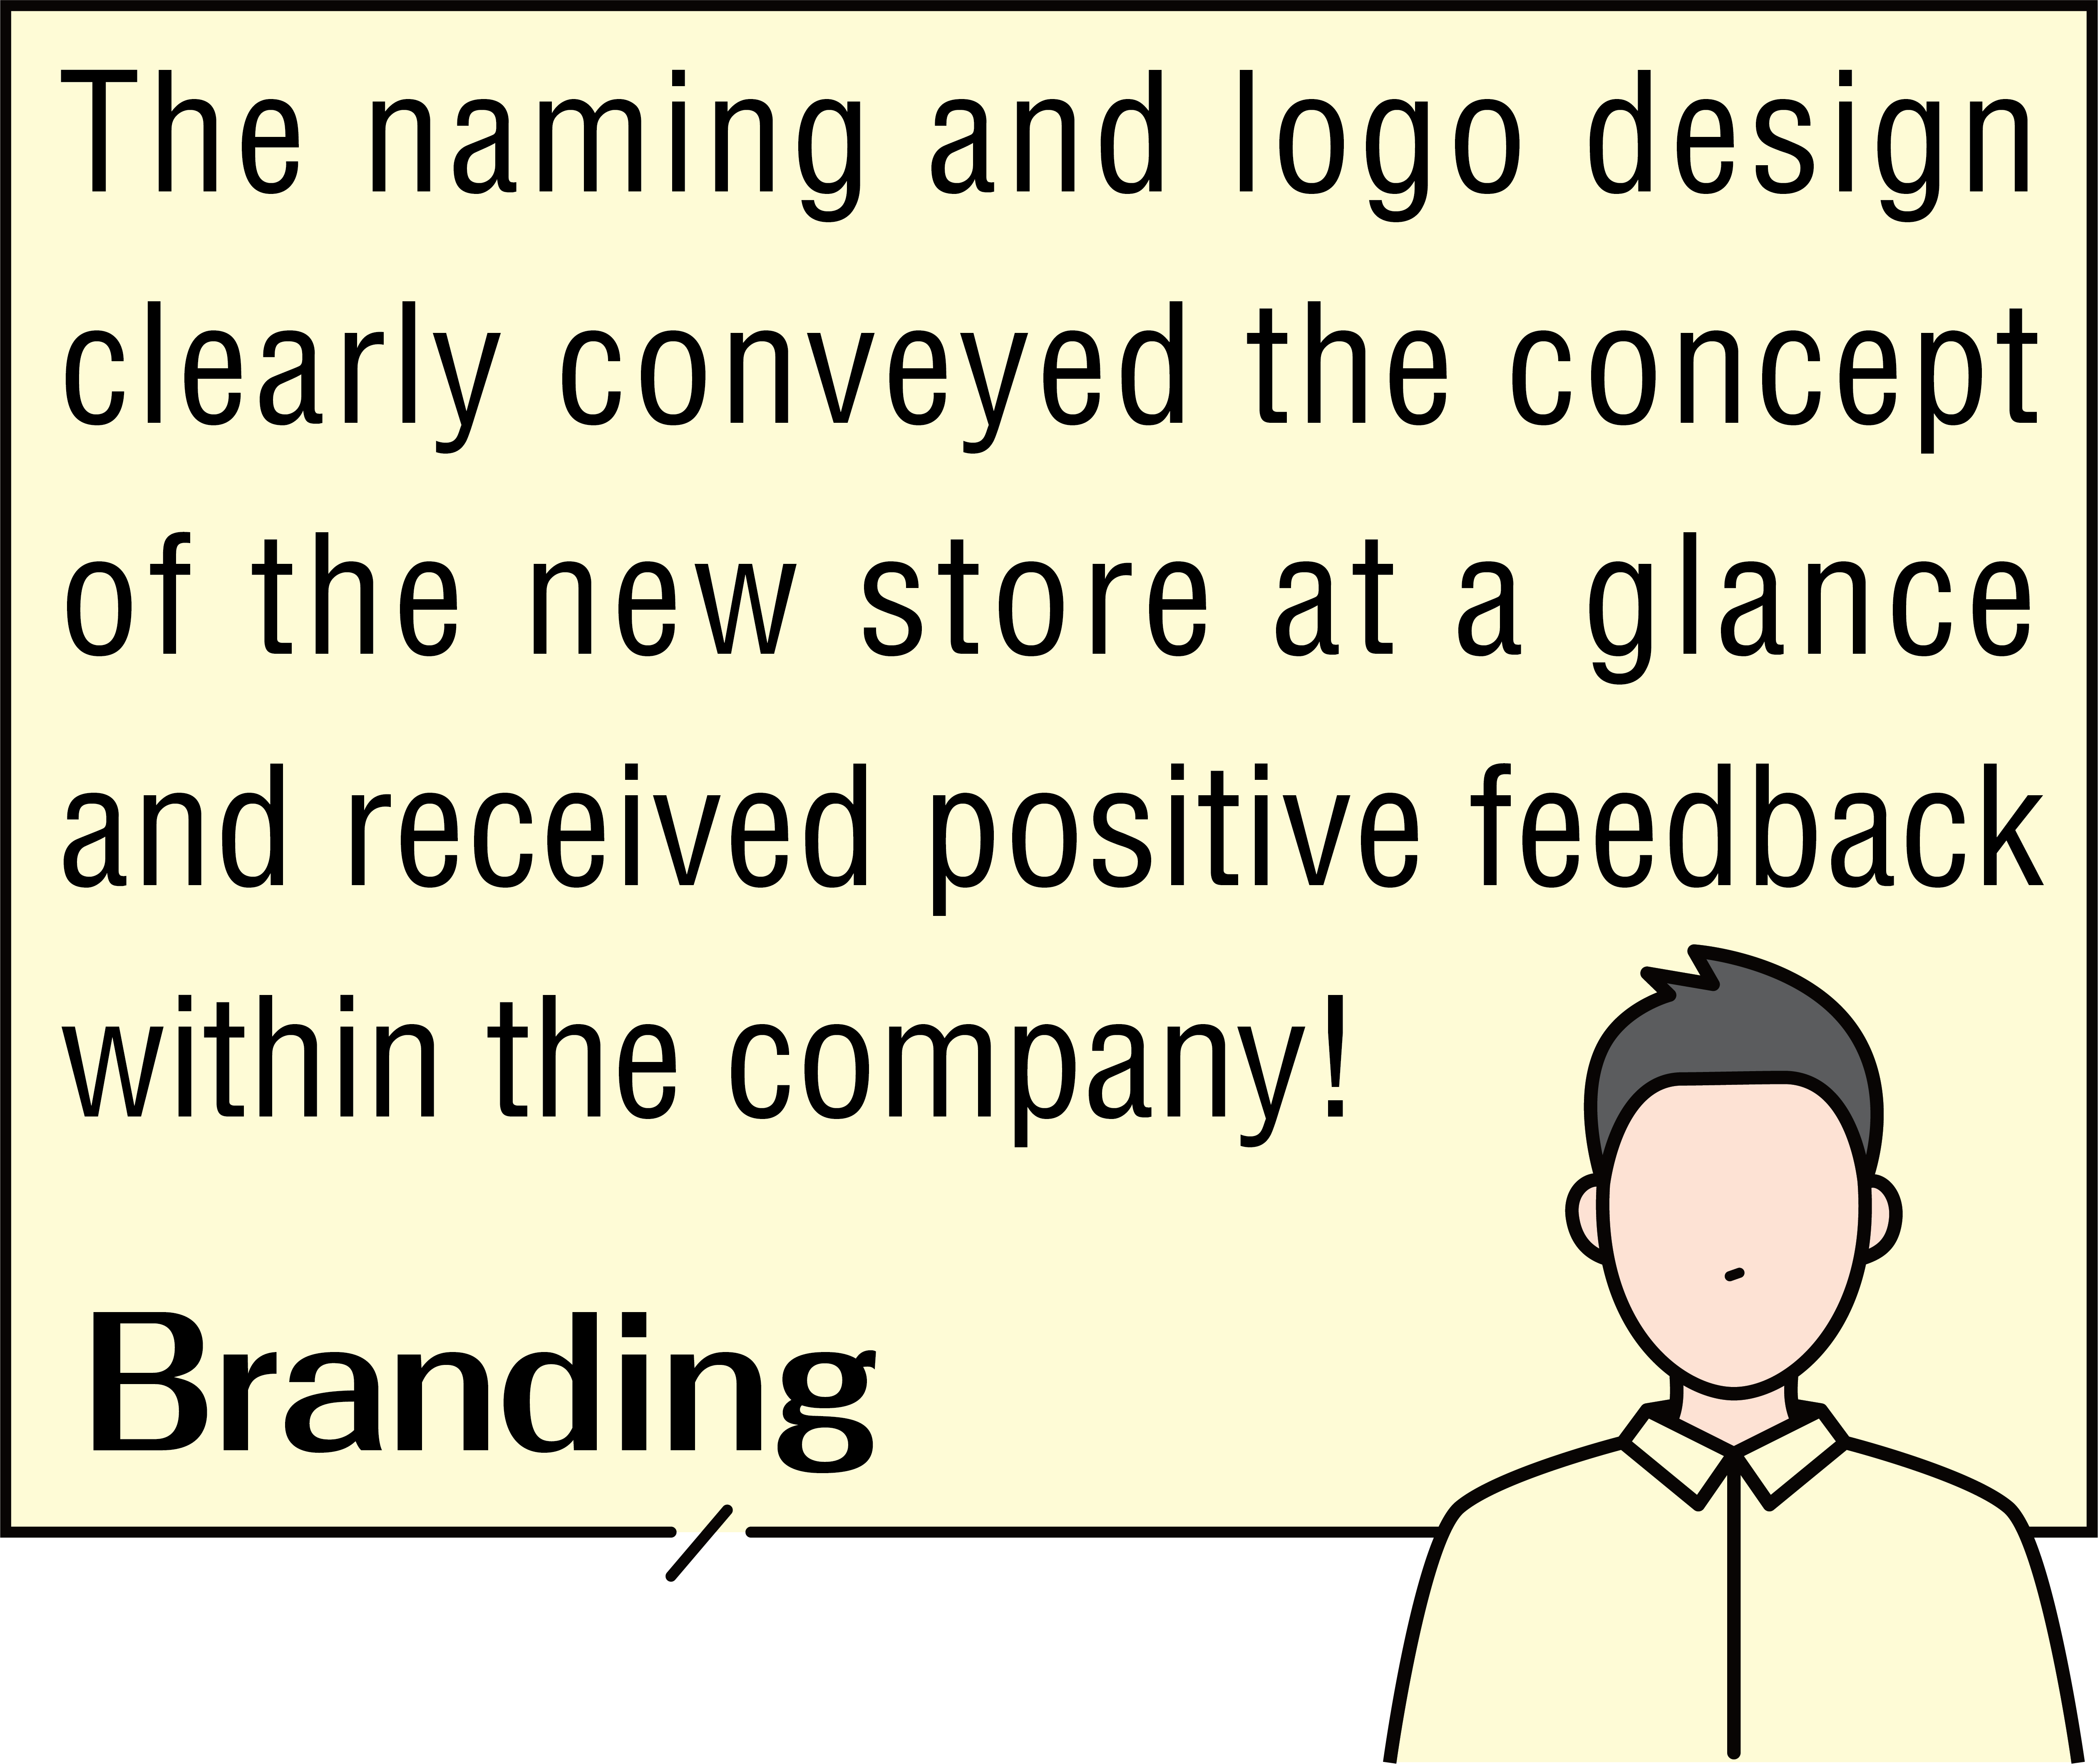 The naming and logo design
clearly conveyed the concept
of the new store at a glance
and received positive feedback
within the company!
Branding